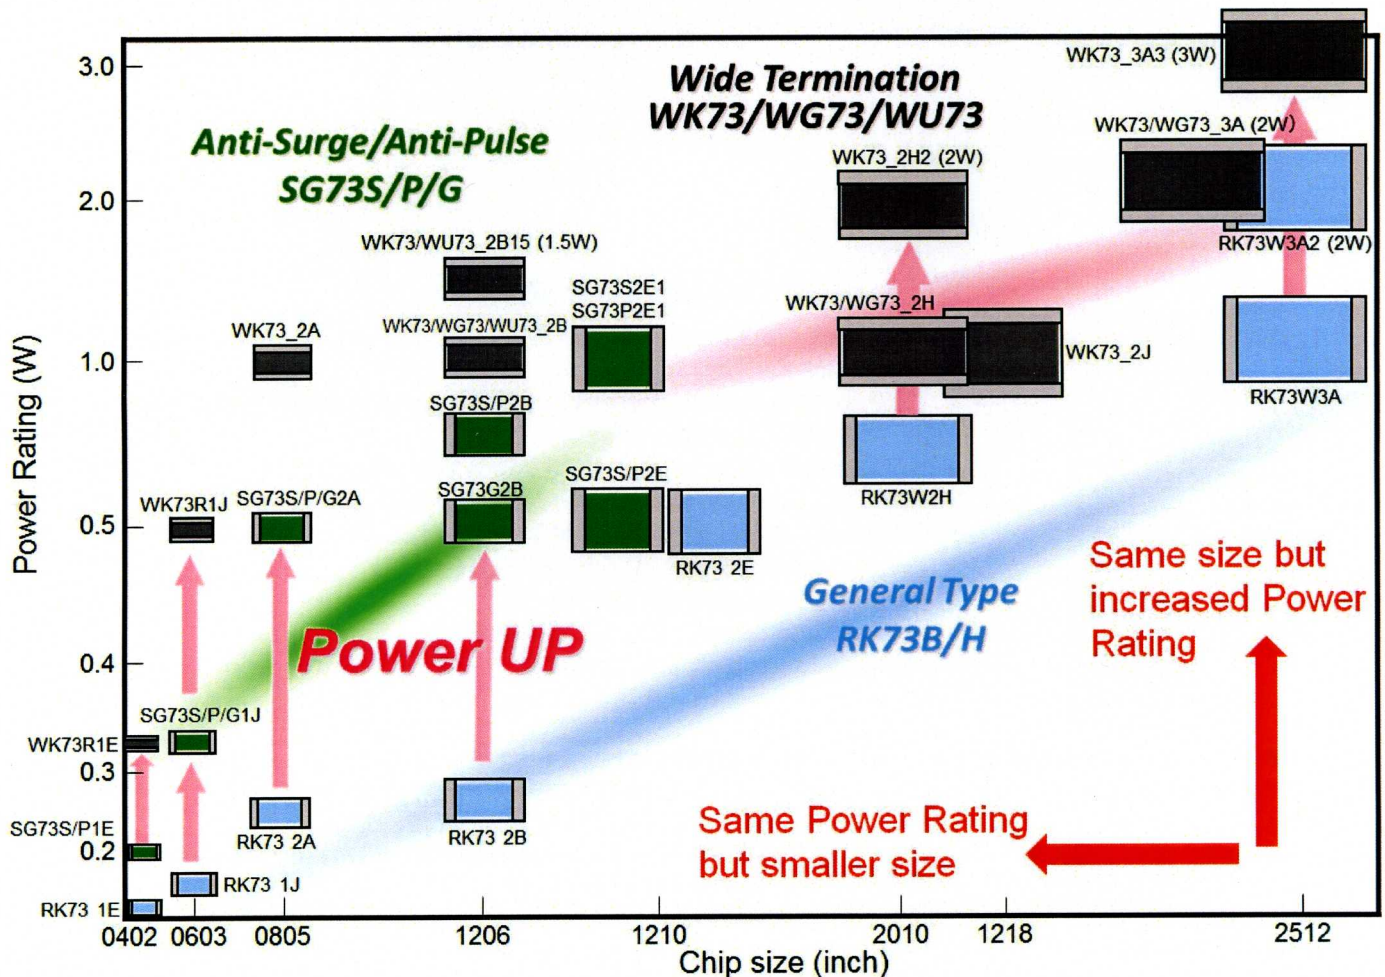 3.0
2.0
1.0
0.5
0.4
0.3
0.2
Power Rating (W)
Anti-Surge/Anti-Pulse
SG73S/P/G
Wide Termination
WK73/WG73/WU73
WK73_3A3 (3W)
WK73/WG73_3A (2W)
WK73_2H2 (2W)
RK73W3A2 (2W)
WK73/WU73_2B15 (1.5W)
SG73S2E1
SG73P2E1
WK73/WG73_2H
WK73_2A
WK73/WG73/WU73_2B
WK73_2J
RK73W3A
SG73S/P2B
SG73S/P2E
SG73G2B
RK73W2H
WK73R1J
SG73S/P/G2A
RK73 2E
General Type
RK73B/H
Same size but
increased Power
Rating
Power UP
SG73S/P/G1J
WK73R1E
SG73S/P1E
RK73 2A
RK73 2B
Same Power Rating
but smaller size
RK73 1J
RK73 1E
0402
0603
0805
1206
1210
2010
1218
2512
Chip size (inch)